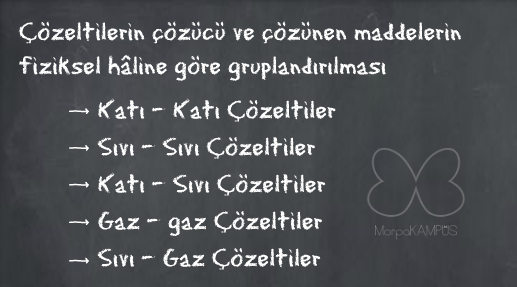 Çözeltilerin çözücü ve çözünen maddelerin
fiziksel hâline göre gruplandırılması
→ Katı - Katı Çözeltiler
→ Sıvı - Sıvı Çözeltiler
→ Katı - Sıvı Çözeltiler
→ Gaz - gaz Çözeltiler
→ Sıvı - Gaz Çözeltiler
MorpaKAMPÜS